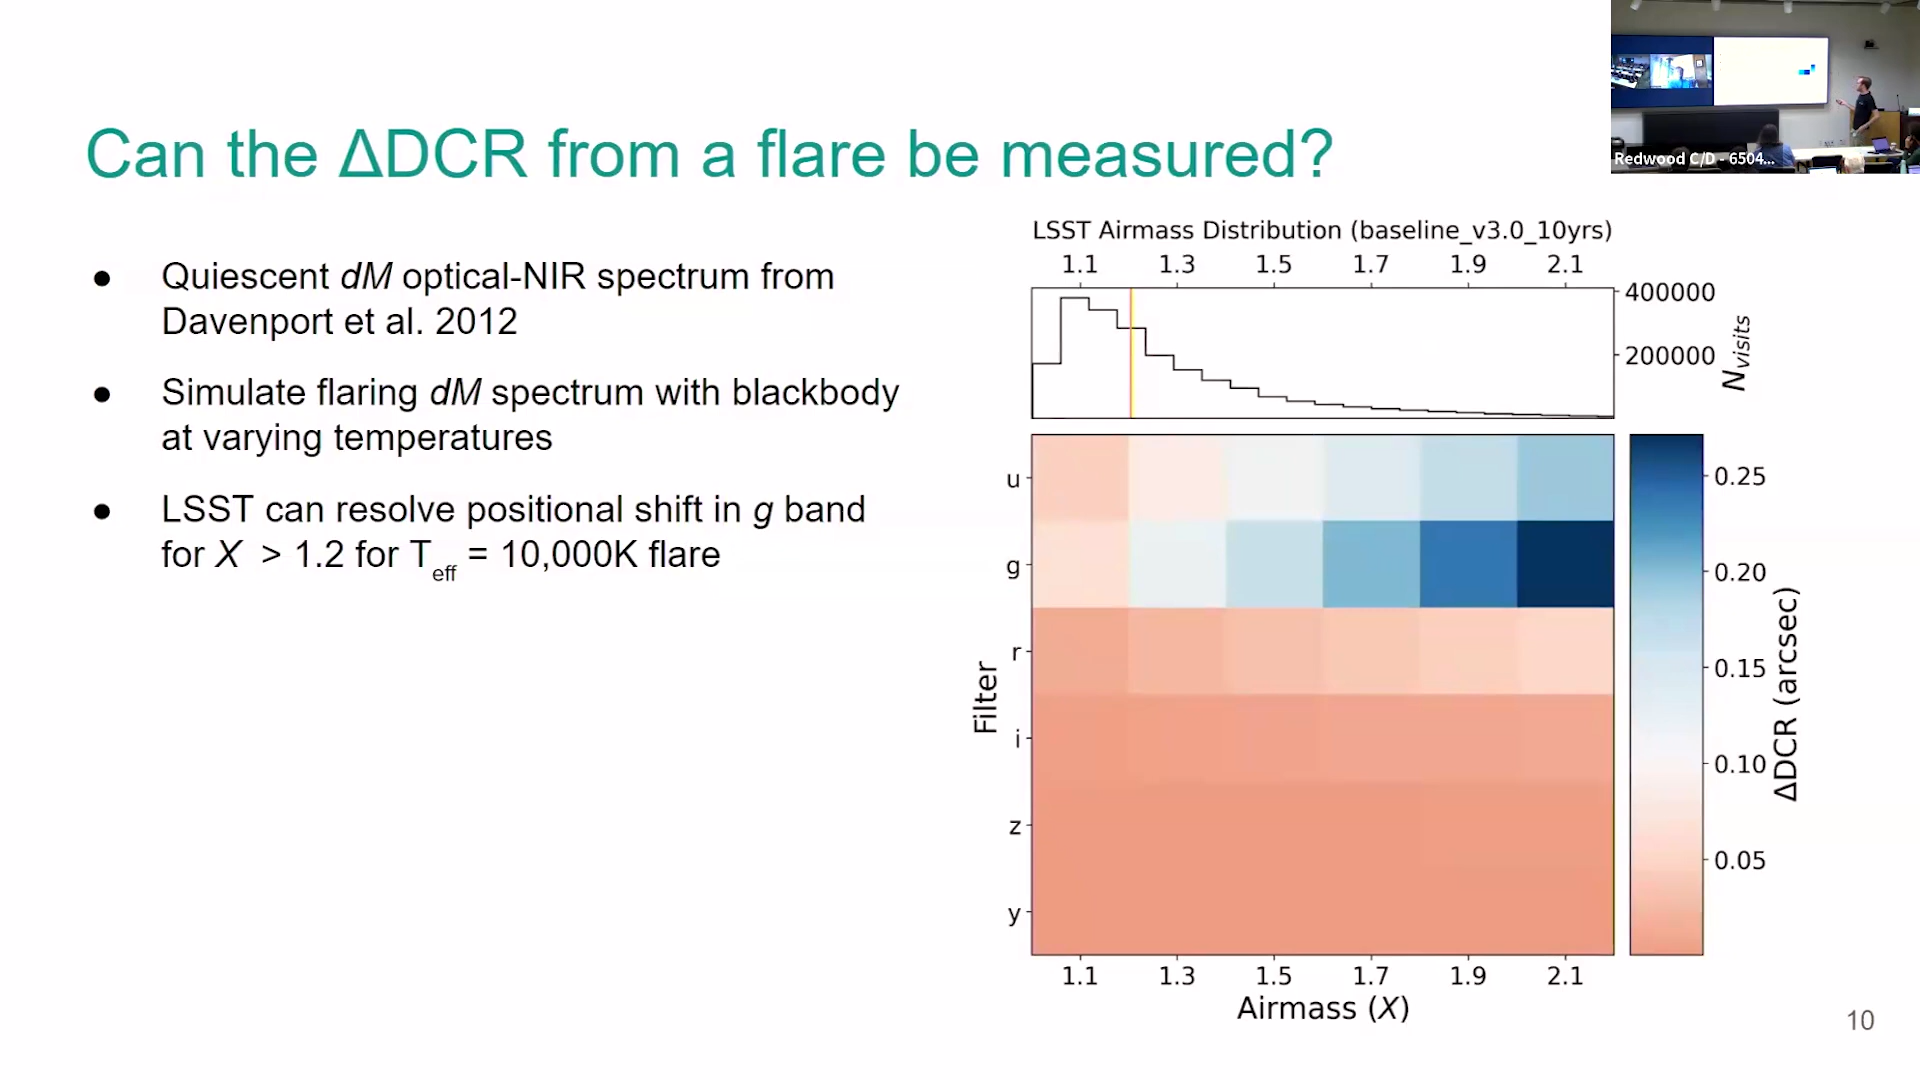 Redwood C/D - 6504...
Can the ΔDCR from a flare be measured?
● Quiescent dM optical-NIR spectrum from
Davenport et al. 2012
● Simulate flaring dM spectrum with blackbody
at varying temperatures
● LSST can resolve positional shift in g band
for X > 1.2 for Teff = 10,000K flare
LSST Airmass Distribution (baseline_v3.0_10yrs)
1.1 1.3 1.5 1.7 1.9 2.1
400000
200000
Nvisits
u
g
r
i
z
y
Filter
1.1 1.3 1.5 1.7 1.9 2.1
Airmass (X)
0.25
0.20
0.15
0.10
0.05
ΔDCR (arcsec)
10